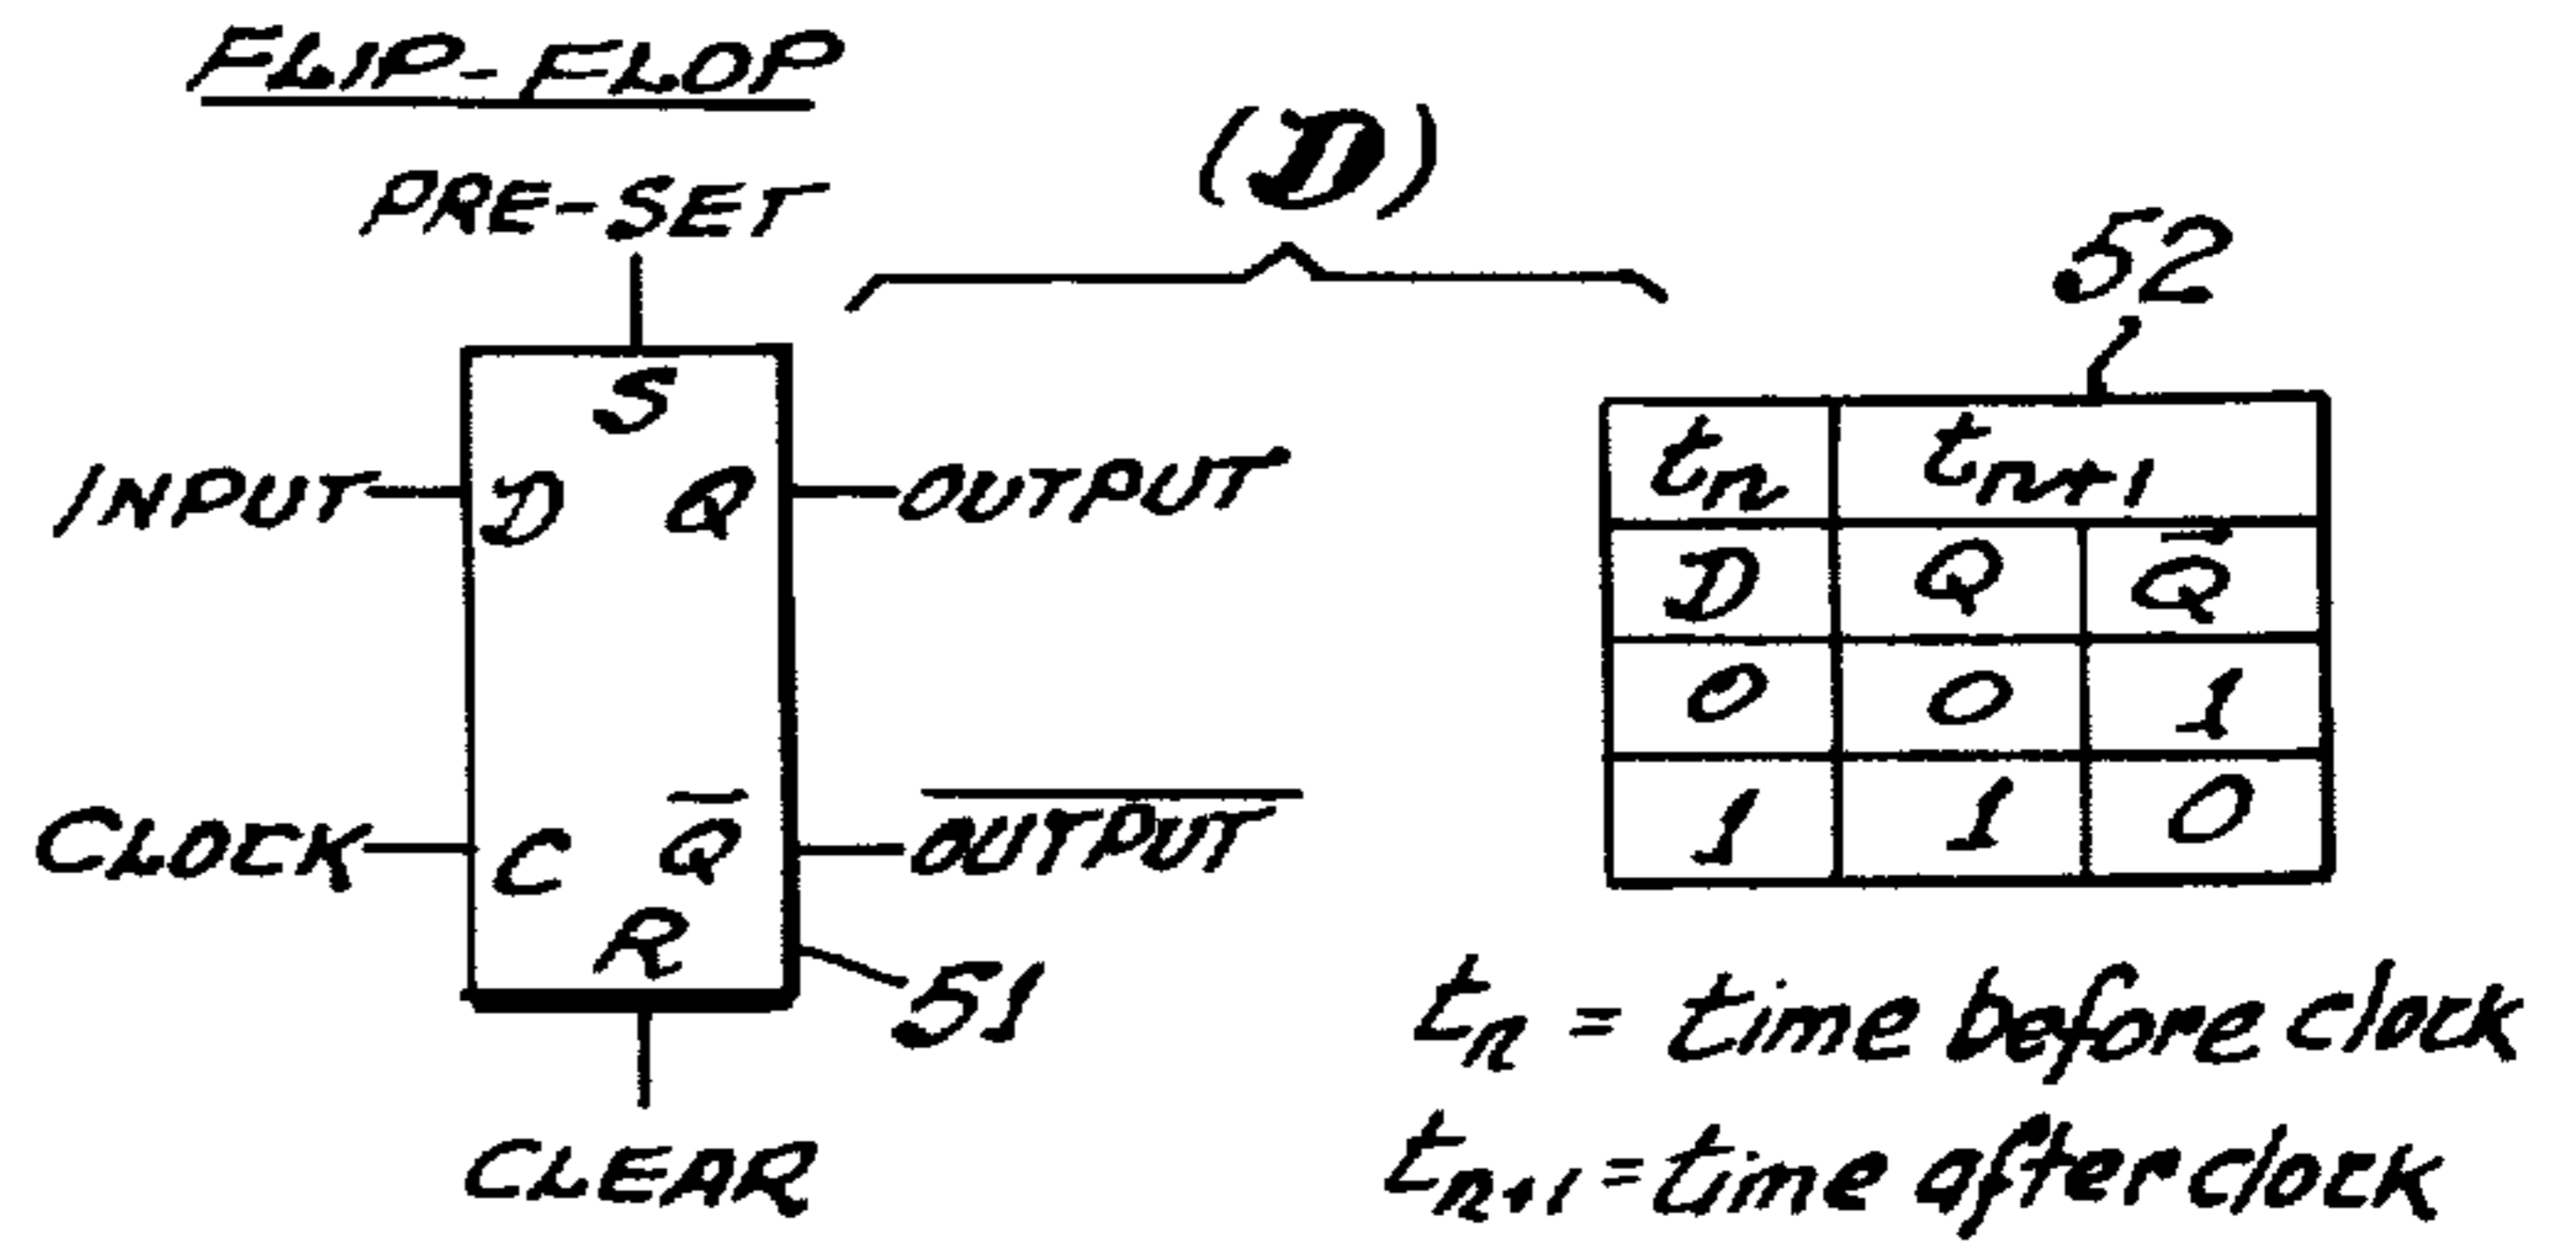 FLIP-FLOP
PRE-SET
(D)
52
S
INPUT D Q OUTPUT
CLOCK C Q̅ O̅U̅T̅P̅U̅T̅
R
51
CLEAR
tₙ tₙ₊₁
D Q Q̅
0 0 1
1 1 0
tₙ = time before clock
tₙ₊₁ = time after clock